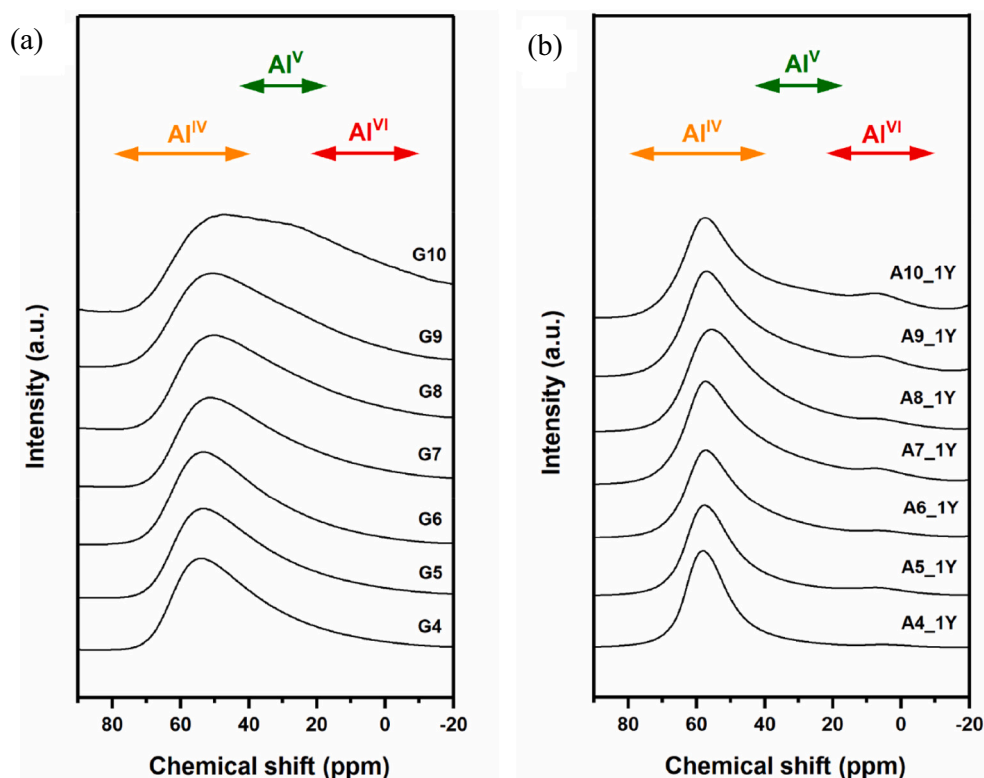 (a)
Al^V
Al^IV
Al^VI
G10
G9
G8
G7
G6
G5
G4
Intensity (a.u.)
80 60 40 20 0 -20
Chemical shift (ppm)
(b)
Al^V
Al^IV
Al^VI
A10_1Y
A9_1Y
A8_1Y
A7_1Y
A6_1Y
A5_1Y
A4_1Y
Intensity (a.u.)
80 60 40 20 0 -20
Chemical shift (ppm)